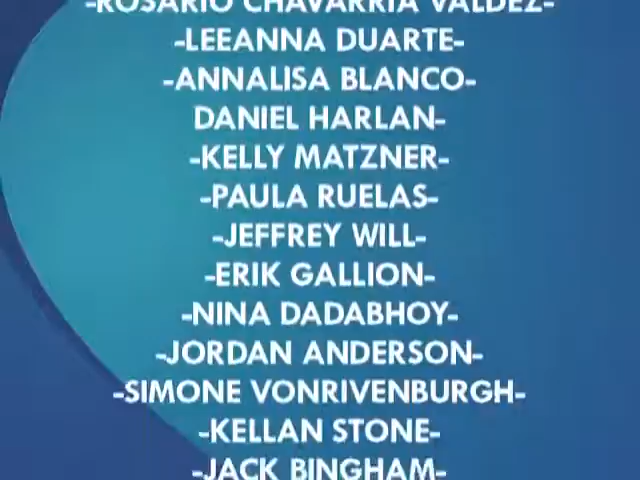 -ROSARIO CHAVARRIA VALDEZ-
-LEEANNA DUARTE-
-ANNALISA BLANCO-
DANIEL HARLAN-
-KELLY MATZNER-
-PAULA RUELAS-
-JEFFREY WILL-
-ERIK GALLION-
-NINA DADABHOY-
-JORDAN ANDERSON-
-SIMONE VONRIVENBURGH-
-KELLAN STONE-
-JACK BINGHAM-